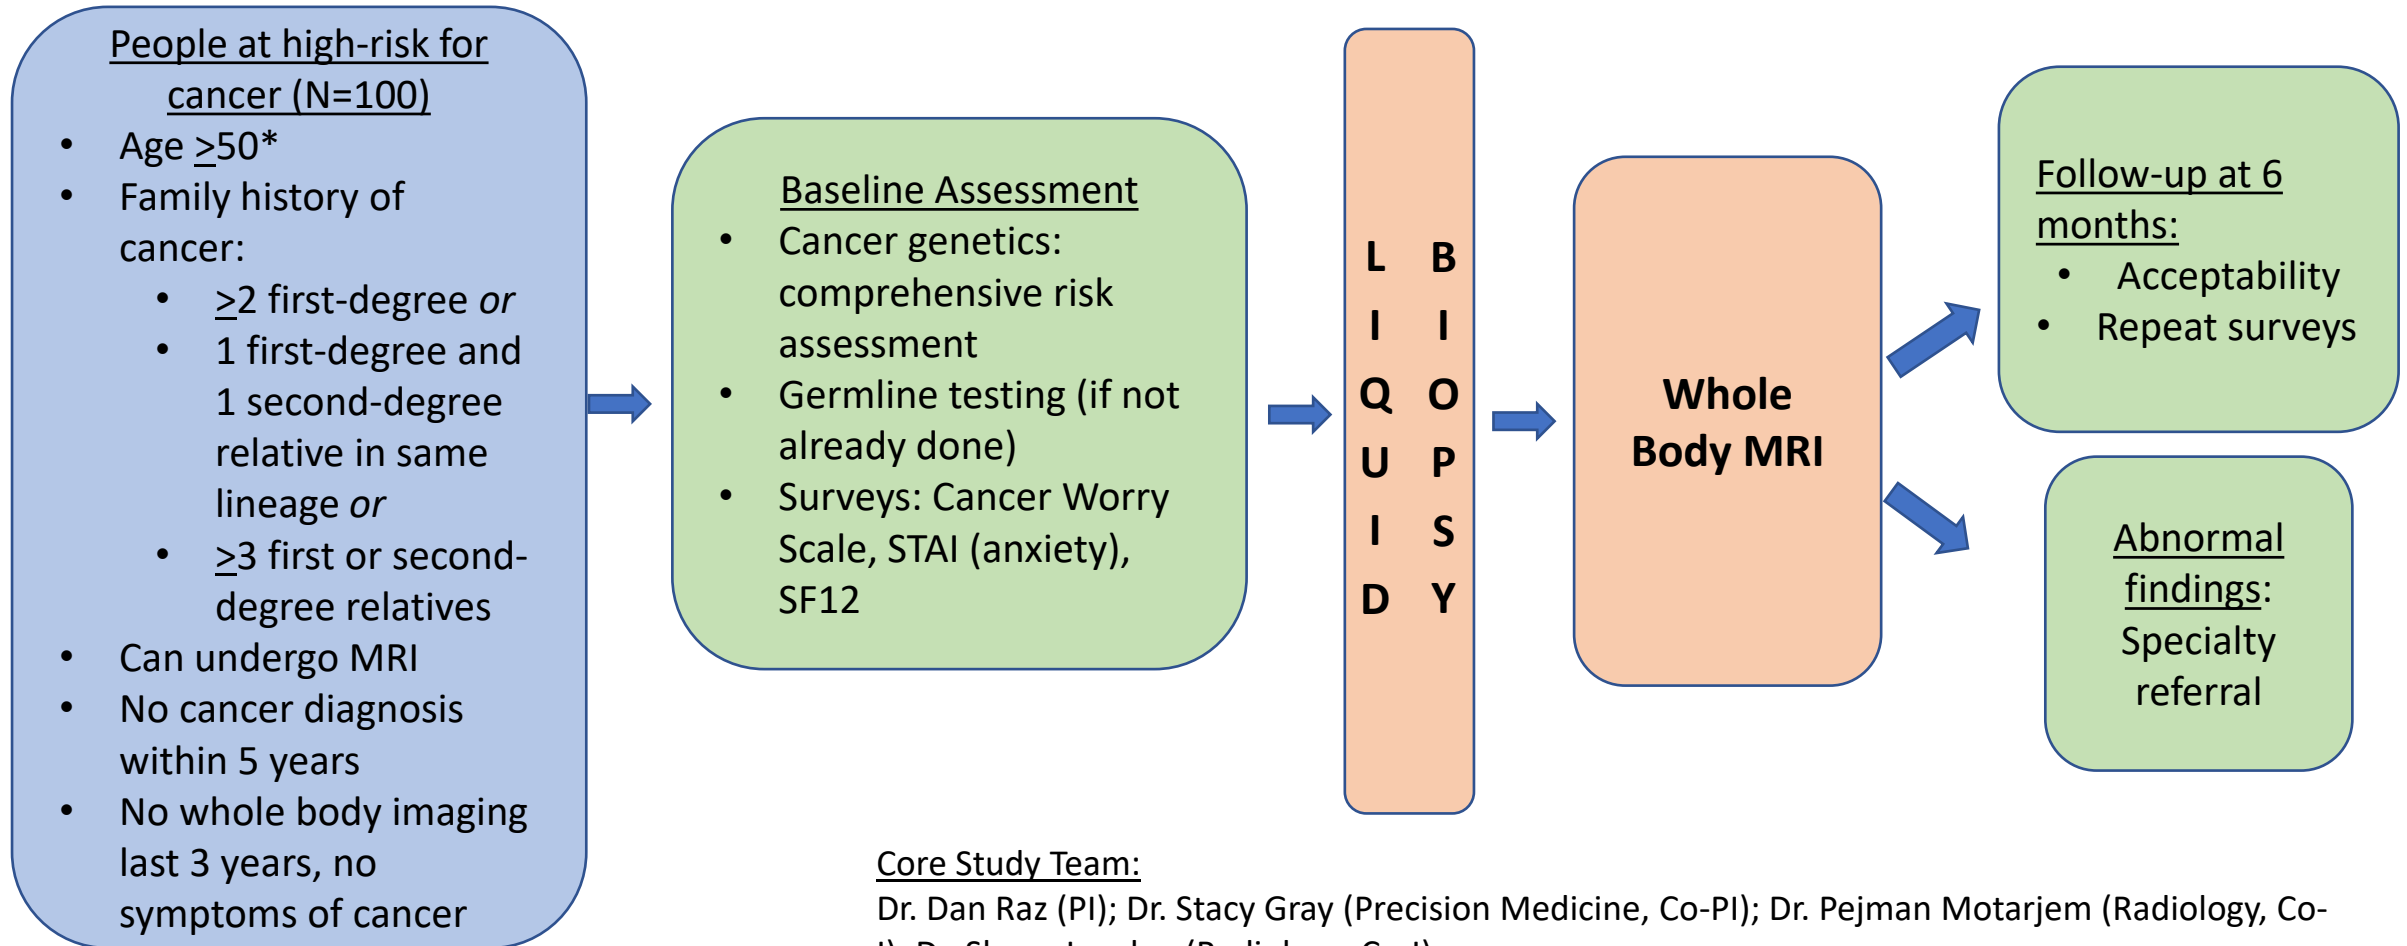 People at high-risk for
cancer (N=100)
• Age ≥50*
• Family history of
cancer:
• ≥2 first-degree or
• 1 first-degree and
1 second-degree
relative in same
lineage or
• ≥3 first or second-
degree relatives
• Can undergo MRI
• No cancer diagnosis
within 5 years
• No whole body imaging
last 3 years, no
symptoms of cancer
Baseline Assessment
• Cancer genetics:
comprehensive risk
assessment
• Germline testing (if not
already done)
• Surveys: Cancer Worry
Scale, STAI (anxiety),
SF12
LIQUID
BIOPSY
Whole
Body MRI
Follow-up at 6
months:
• Acceptability
• Repeat surveys
Abnormal
findings:
Specialty
referral
Core Study Team:
Dr. Dan Raz (PI); Dr. Stacy Gray (Precision Medicine, Co-PI); Dr. Pejman Motarjem (Radiology, Co-